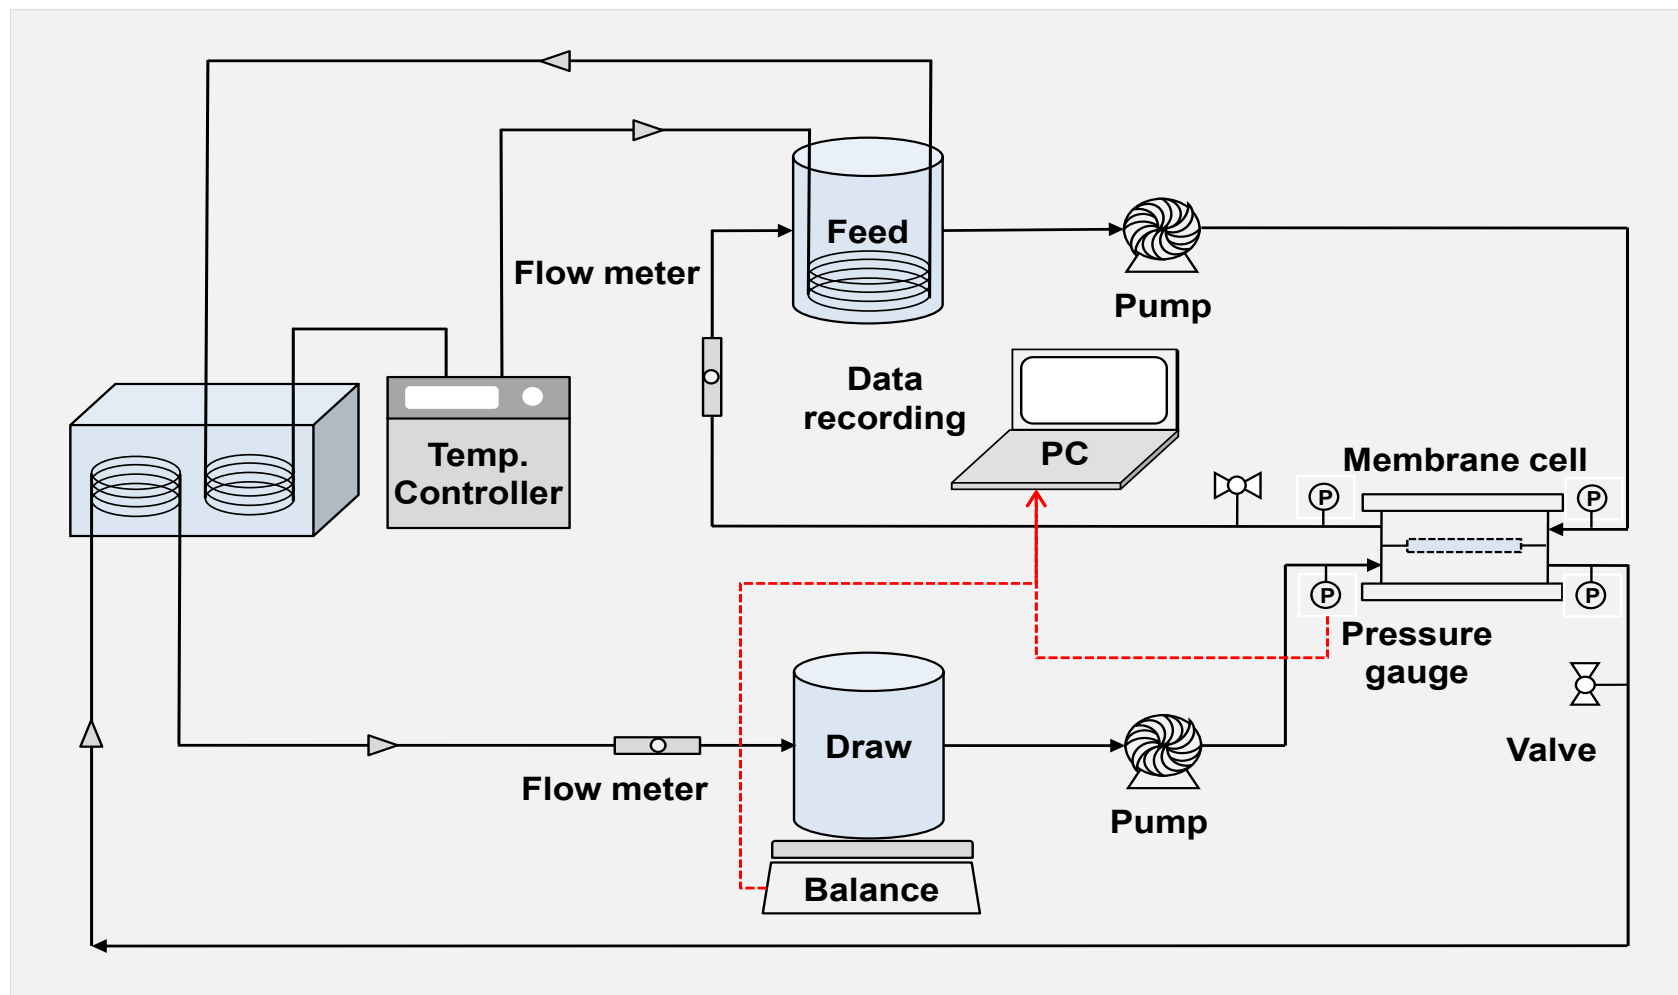 Feed
Flow meter
Pump
Data
recording
PC
Temp.
Controller
Membrane cell
P
P
P
P
Pressure
gauge
Draw
Flow meter
Pump
Valve
Balance